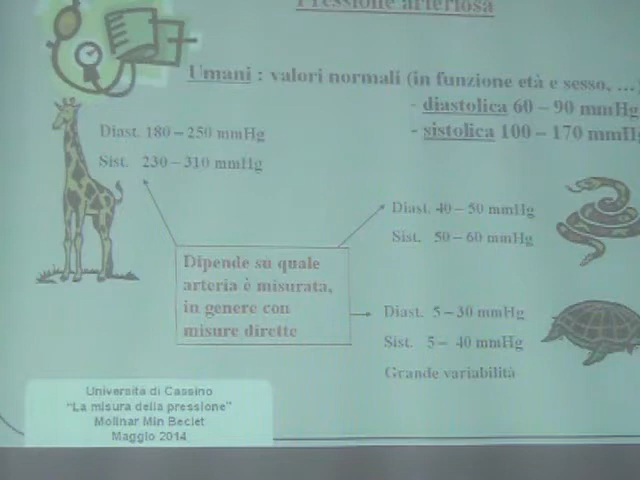 Pressione arteriosa
Umani : valori normali (in funzione età e sesso, ...)
- diastolica 60 – 90 mmHg
- sistolica 100 – 170 mmHg
Diast. 180 – 250 mmHg
Sist. 230 – 310 mmHg
Diast. 40 – 50 mmHg
Sist. 50 – 60 mmHg
Dipende su quale
arteria è misurata,
in genere con
misure dirette
Diast. 5 – 30 mmHg
Sist. 5 – 40 mmHg
Grande variabilità
Università di Cassino
"La misura della pressione"
Molinar Min Beciet
Maggio 2014